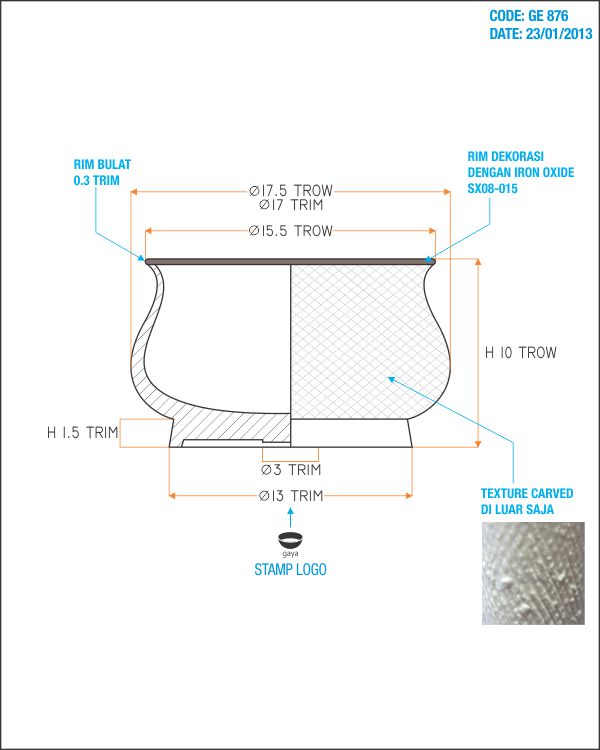 CODE: GE 876
DATE: 23/01/2013
RIM BULAT
0.3 TRIM
RIM DEKORASI
DENGAN IRON OXIDE
SX08-015
Ø17.5 TROW
Ø17 TRIM
Ø15.5 TROW
H 10 TROW
H 1.5 TRIM
Ø3 TRIM
Ø13 TRIM
TEXTURE CARVED
DI LUAR SAJA
gaya
STAMP LOGO